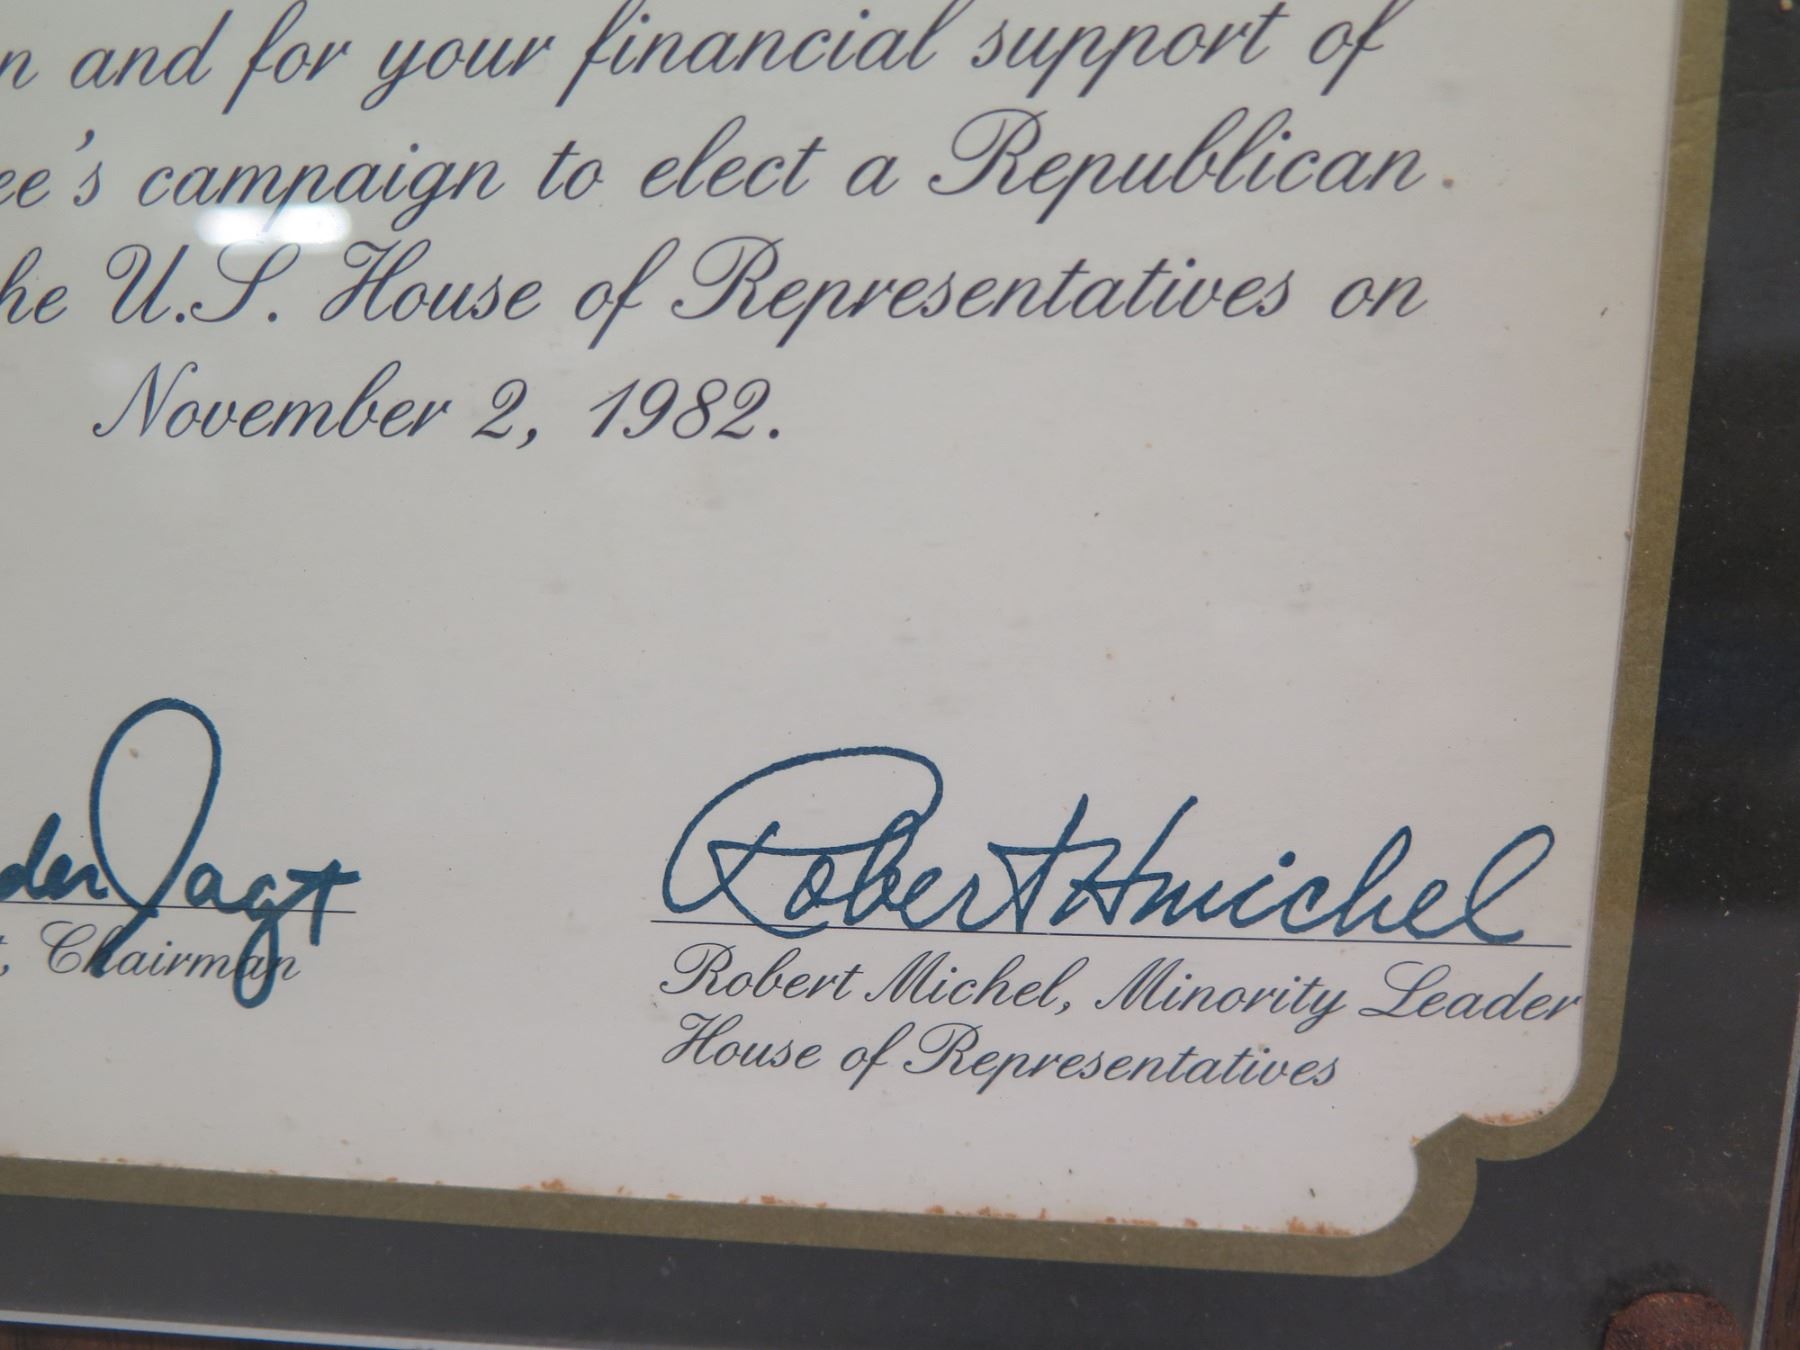 n and for your financial support of
ee's campaign to elect a Republican
he U.S. House of Representatives on
November 2, 1982.
der Jagt Robert H Michel
t, Chairman Robert Michel, Minority Leader
House of Representatives